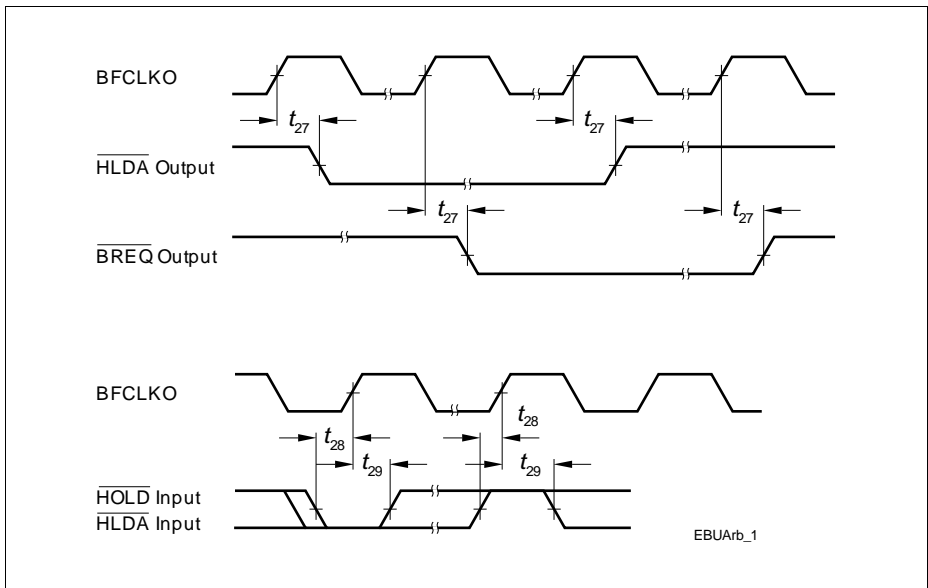 BFCLKO
t27 t27
HLDA Output
t27 t27
BREQ Output
BFCLKO
t28 t28
t29 t29
HOLD Input
HLDA Input
EBUArb_1